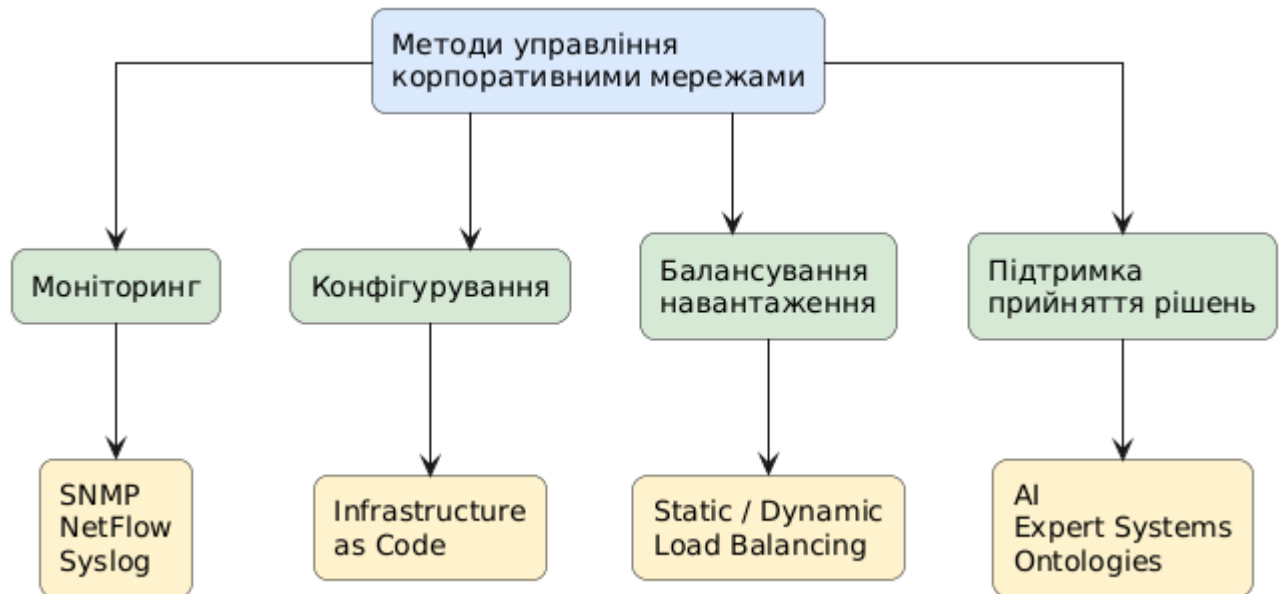 Методи управління
корпоративними мережами
Моніторинг
Конфігурування
Балансування
навантаження
Підтримка
прийняття рішень
SNMP
NetFlow
Syslog
Infrastructure
as Code
Static / Dynamic
Load Balancing
AI
Expert Systems
Ontologies